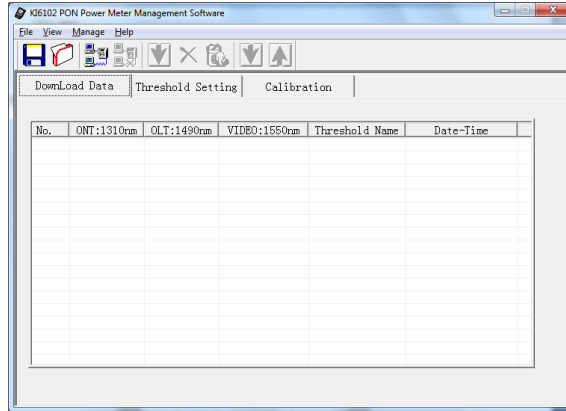 KI6102 PON Power Meter Management Software
File View Manage Help
DownLoad Data Threshold Setting Calibration
No. ONT:1310nm OLT:1490nm VIDEO:1550nm Threshold Name Date-Time